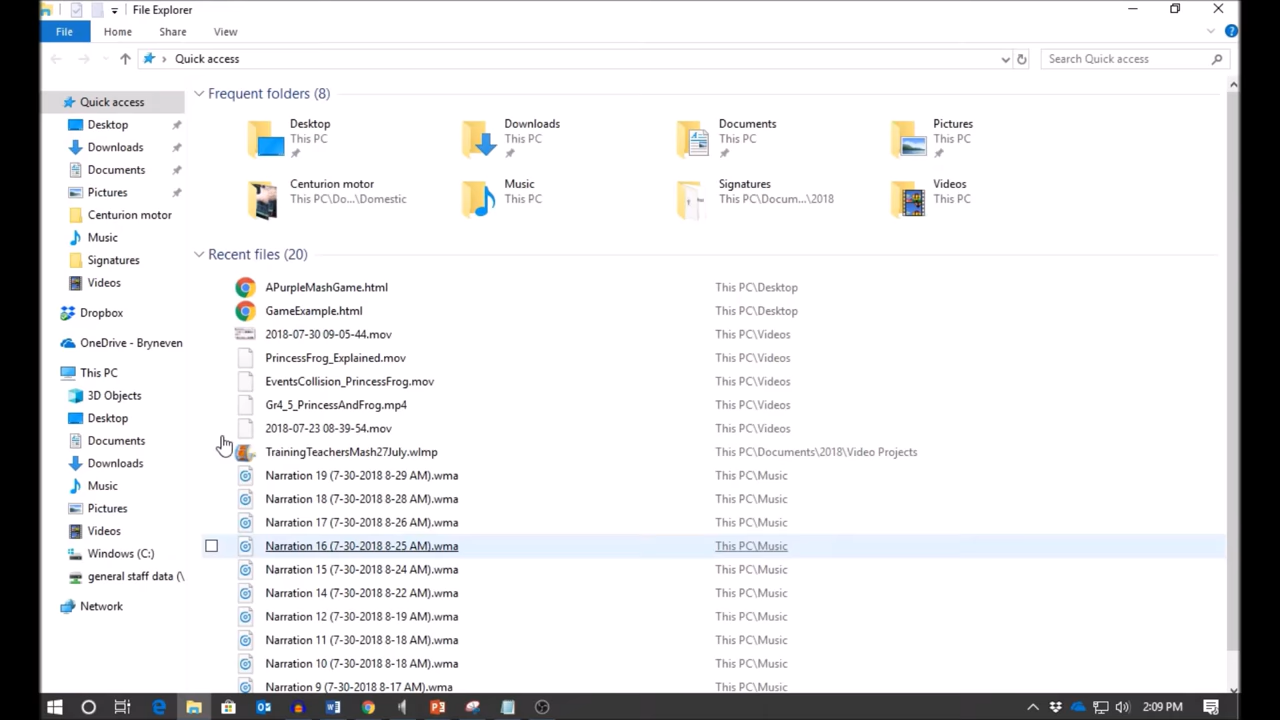 File Explorer
File Home Share View
Quick access
Search Quick access
Quick access
Desktop
Downloads
Documents
Pictures
Centurion motor
Music
Signatures
Videos
Dropbox
OneDrive - Bryneven
This PC
3D Objects
Desktop
Documents
Downloads
Music
Pictures
Videos
Windows (C:)
general staff data (\
Network
Frequent folders (8)
Desktop
This PC
Downloads
This PC
Documents
This PC
Pictures
This PC
Centurion motor
This PC\Do...\Domestic
Music
This PC
Signatures
This PC\Docum...\2018
Videos
This PC
Recent files (20)
APurpleMashGame.html This PC\Desktop
GameExample.html This PC\Desktop
2018-07-30 09-05-44.mov This PC\Videos
PrincessFrog_Explained.mov This PC\Videos
EventsCollision_PrincessFrog.mov This PC\Videos
Gr4_5_PrincessAndFrog.mp4 This PC\Videos
2018-07-23 08-39-54.mov This PC\Videos
TrainingTeachersMash27July.wlmp This PC\Documents\2018\Video Projects
Narration 19 (7-30-2018 8-29 AM).wma This PC\Music
Narration 18 (7-30-2018 8-28 AM).wma This PC\Music
Narration 17 (7-30-2018 8-26 AM).wma This PC\Music
Narration 16 (7-30-2018 8-25 AM).wma This PC\Music
Narration 15 (7-30-2018 8-24 AM).wma This PC\Music
Narration 14 (7-30-2018 8-22 AM).wma This PC\Music
Narration 12 (7-30-2018 8-19 AM).wma This PC\Music
Narration 11 (7-30-2018 8-18 AM).wma This PC\Music
Narration 10 (7-30-2018 8-18 AM).wma This PC\Music
Narration 9 (7-30-2018 8-17 AM).wma This PC\Music
2:09 PM